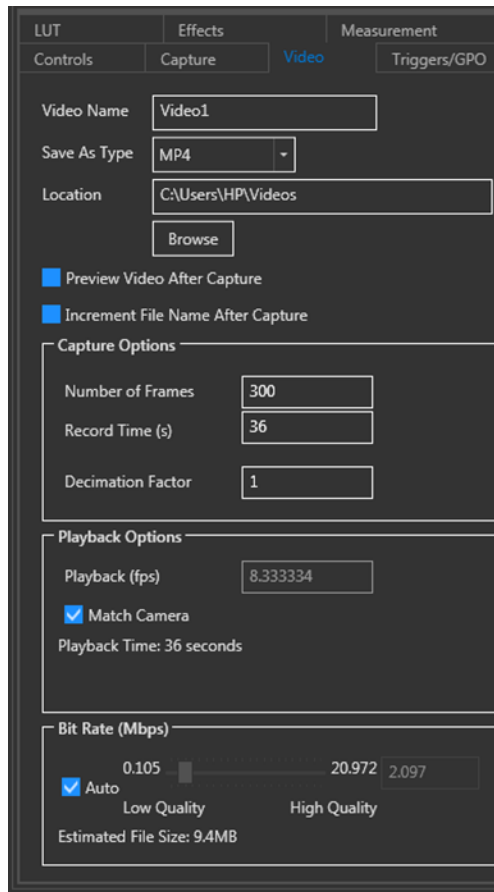 LUT Effects Measurement
Controls Capture Video Triggers/GPO
Video Name Video1
Save As Type MP4
Location C:\Users\HP\Videos
Browse
Preview Video After Capture
Increment File Name After Capture
Capture Options
Number of Frames 300
Record Time (s) 36
Decimation Factor 1
Playback Options
Playback (fps) 8.333334
Match Camera
Playback Time: 36 seconds
Bit Rate (Mbps)
0.105 20.972 2.097
Auto
Low Quality High Quality
Estimated File Size: 9.4MB